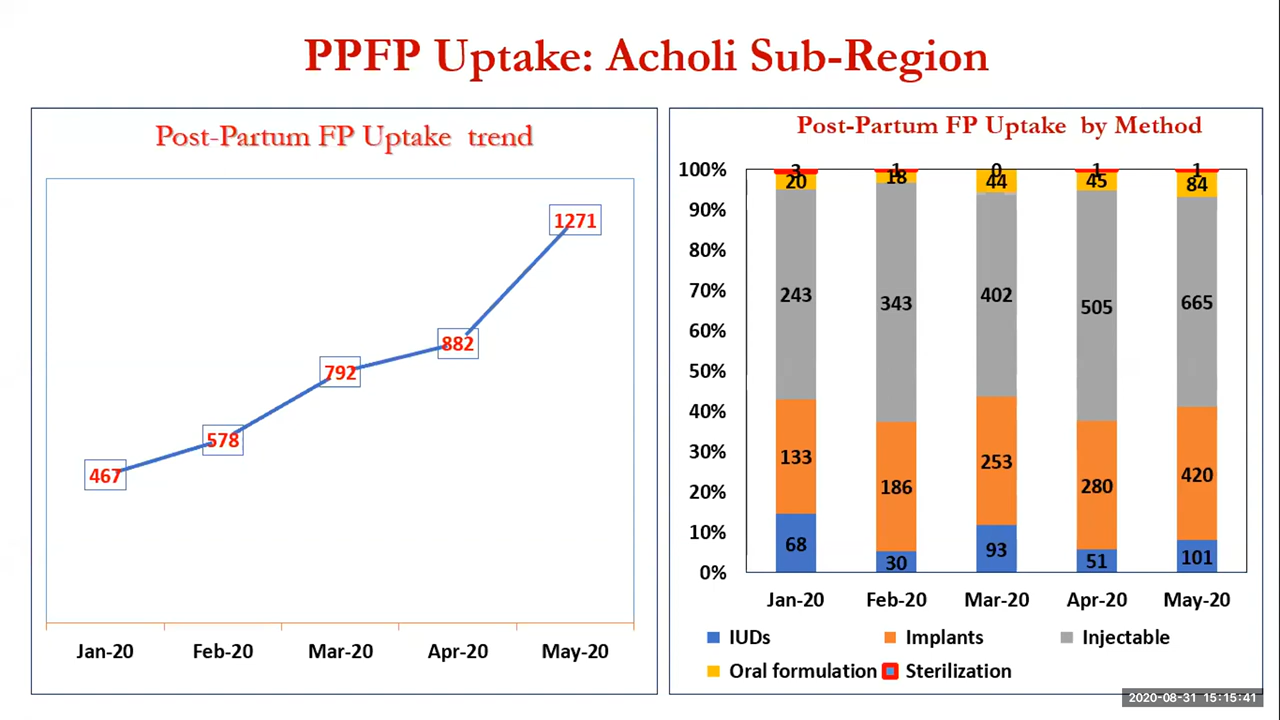 PPFP Uptake: Acholi Sub-Region
Post-Partum FP Uptake trend
1271
882
792
578
467
Jan-20 Feb-20 Mar-20 Apr-20 May-20
Post-Partum FP Uptake by Method
100%
90%
80%
70%
60%
50%
40%
30%
20%
10%
0%
3 1 0 1 1
20 18 44 45 84
243 343 402 505 665
133 186 253 280 420
68 30 93 51 101
Jan-20 Feb-20 Mar-20 Apr-20 May-20
IUDs Implants Injectable
Oral formulation Sterilization
2020-08-31 15:15:41